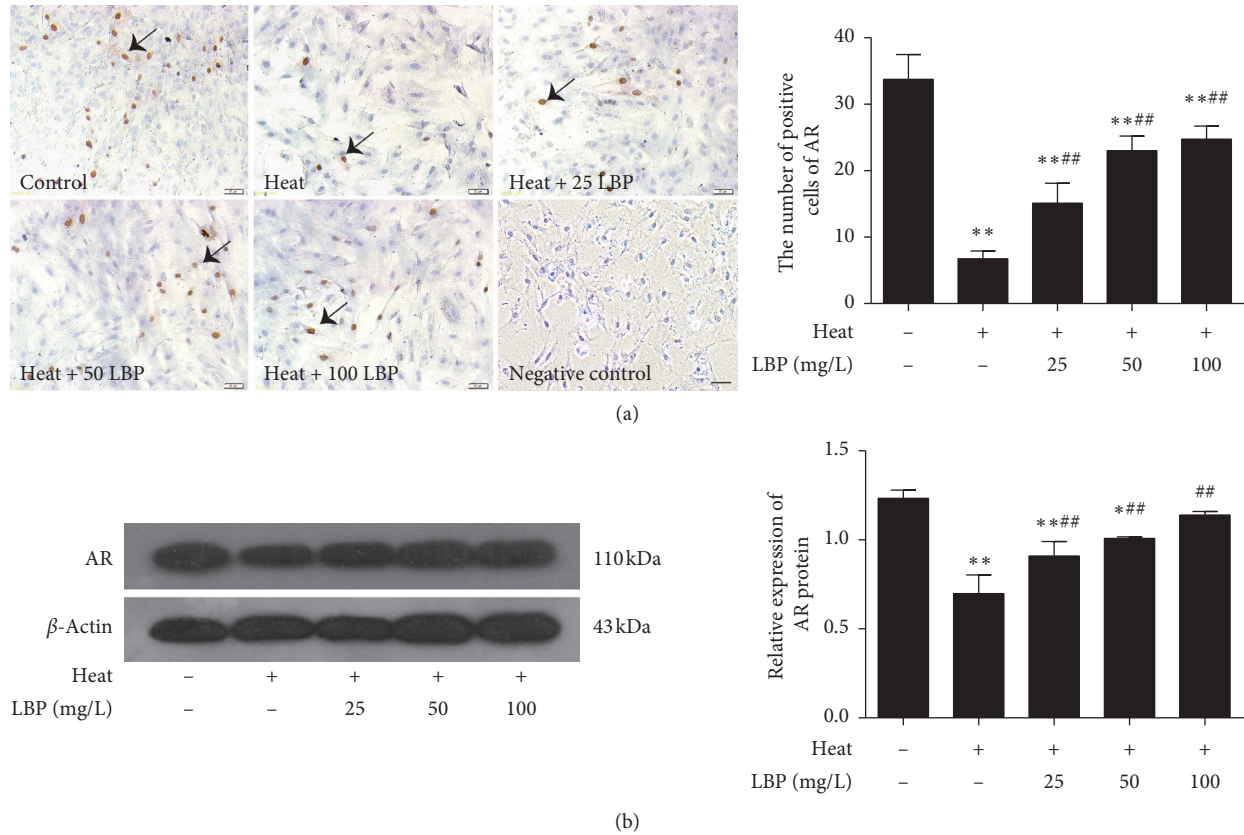 Control
Heat
Heat + 25 LBP
Heat + 50 LBP
Heat + 100 LBP
Negative control
The number of positive
cells of AR
40
30
20
10
0
**
**##
**##
**##
Heat
– + + + +
LBP (mg/L)
– – 25 50 100
(a)
AR
110 kDa
β-Actin
43 kDa
Heat
– + + + +
LBP (mg/L)
– – 25 50 100
Relative expression of
AR protein
1.5
1.0
0.5
0.0
**
**##
*##
##
Heat
– + + + +
LBP (mg/L)
– – 25 50 100
(b)